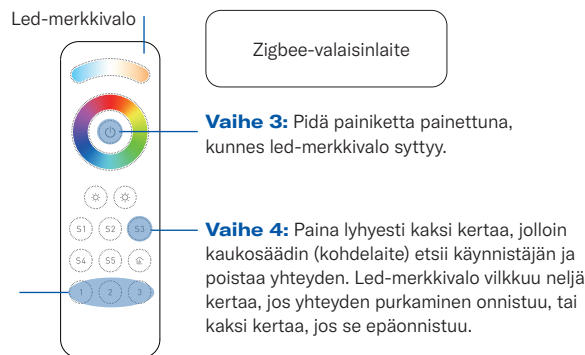 Led-merkkivalo
Zigbee-valaisinlaite
Vaihe 3: Pidä painiketta painettuna,
kunnes led-merkkivalo syttyy.
S1 S2 S3
Vaihe 4: Paina lyhyesti kaksi kertaa, jolloin
kaukosäädin (kohdelaite) etsii käynnistäjän ja
poistaa yhteyden. Led-merkkivalo vilkkuu neljä
kertaa, jos yhteyden purkaminen onnistuu, tai
kaksi kertaa, jos se epäonnistuu.
S4 S5
1 2 3